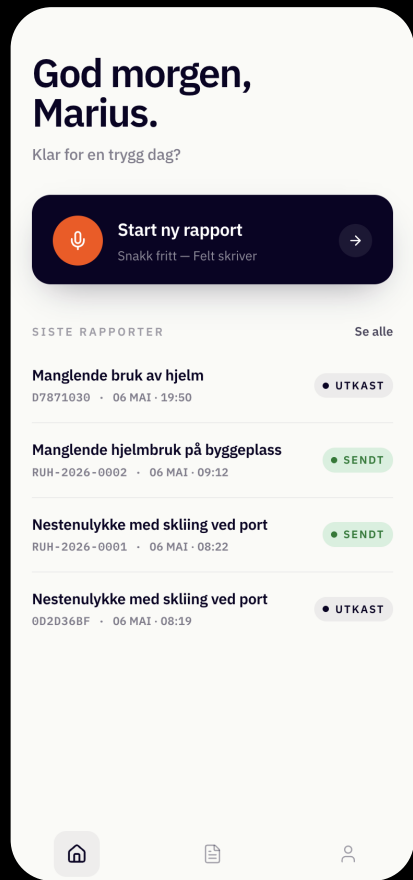 God morgen,
Marius.
Klar for en trygg dag?
Start ny rapport
Snakk fritt — Felt skriver
SISTE RAPPORTER
Se alle
Manglende bruk av hjelm
D7871030 · 06 MAI · 19:50
UTKAST
Manglende hjelmbruk på byggeplass
RUH-2026-0002 · 06 MAI · 09:12
SENDT
Nestenulykke med skliing ved port
RUH-2026-0001 · 06 MAI · 08:22
SENDT
Nestenulykke med skliing ved port
0D2D36BF · 06 MAI · 08:19
UTKAST